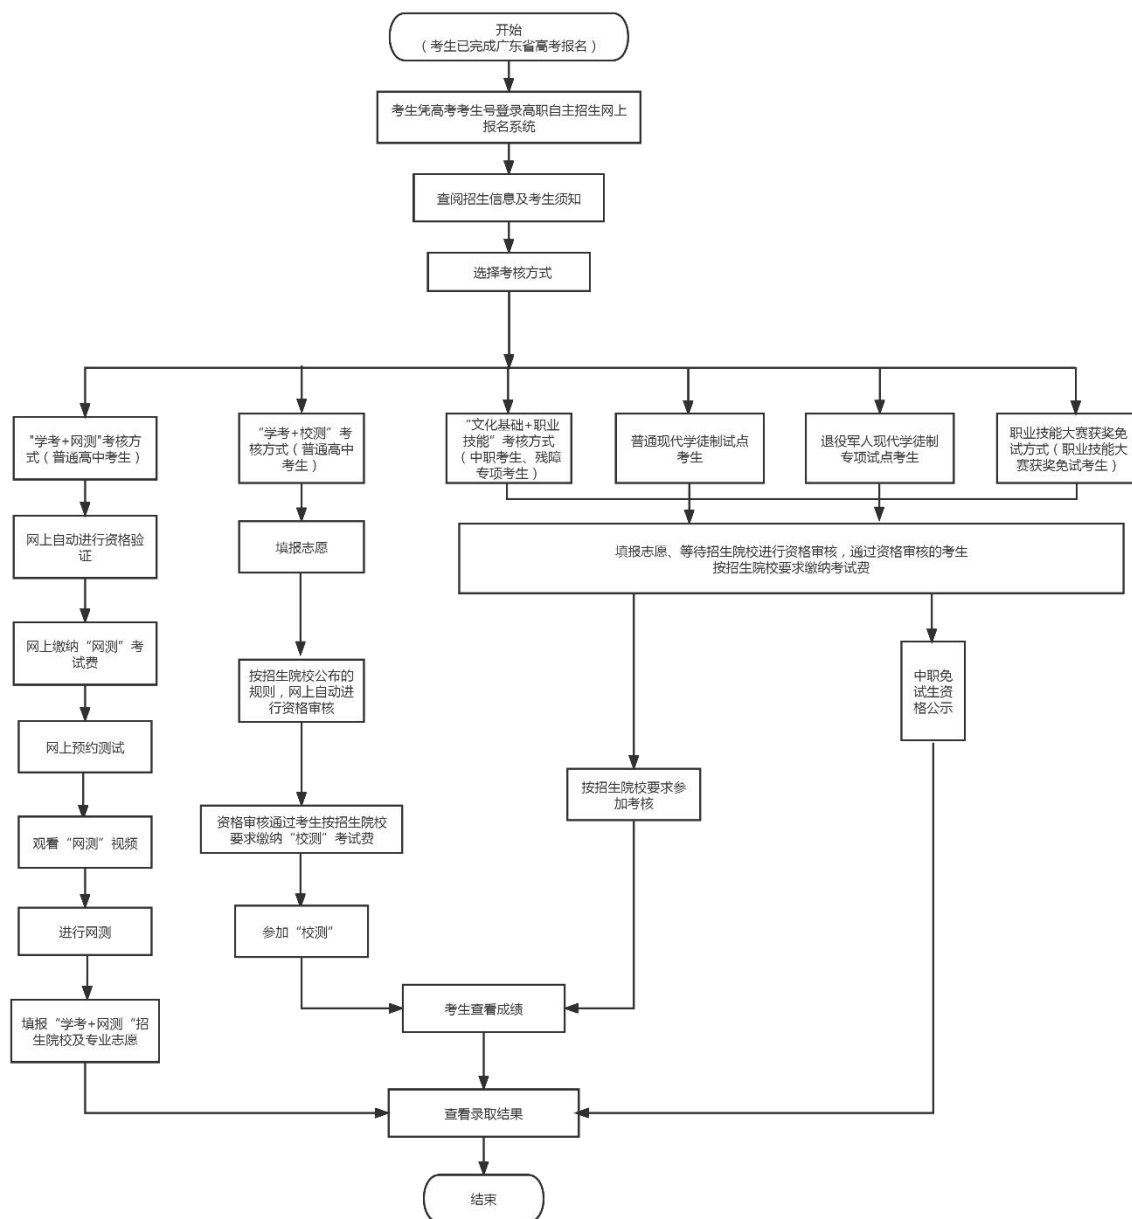 开始
（考生已完成广东省高考报名）
考生凭高考考生号登录高职自主招生网上
报名系统
查阅招生信息及考生须知
选择考核方式
"学考+网测"考核方
式（普通高中考生）
“学考+校测”考
核方式（普通高中
考生）
“文化基础+职业
技能”考核方式
（中职考生、残障
专项考生）
普通现代学徒制试点
考生
退役军人现代学徒制
专项试点考生
职业技能大赛获奖免
试方式（职业技能大
赛获奖免试考生）
网上自动进行资格验
证
填报志愿
填报志愿、等待招生院校进行资格审核，通过资格审核的考生
按招生院校要求缴纳考试费
网上缴纳“网测”考
试费
按招生院校公布的
规则，网上自动进
行资格审核
中职免
试生资
格公示
网上预约测试
按招生院校要求参
加考核
观看“网测”视频
资格审核通过考生按招生院校
要求缴纳“校测”考试费
进行网测
参加“校测”
填报“学考+网测“招
生院校及专业志愿
考生查看成绩
查看录取结果
结束